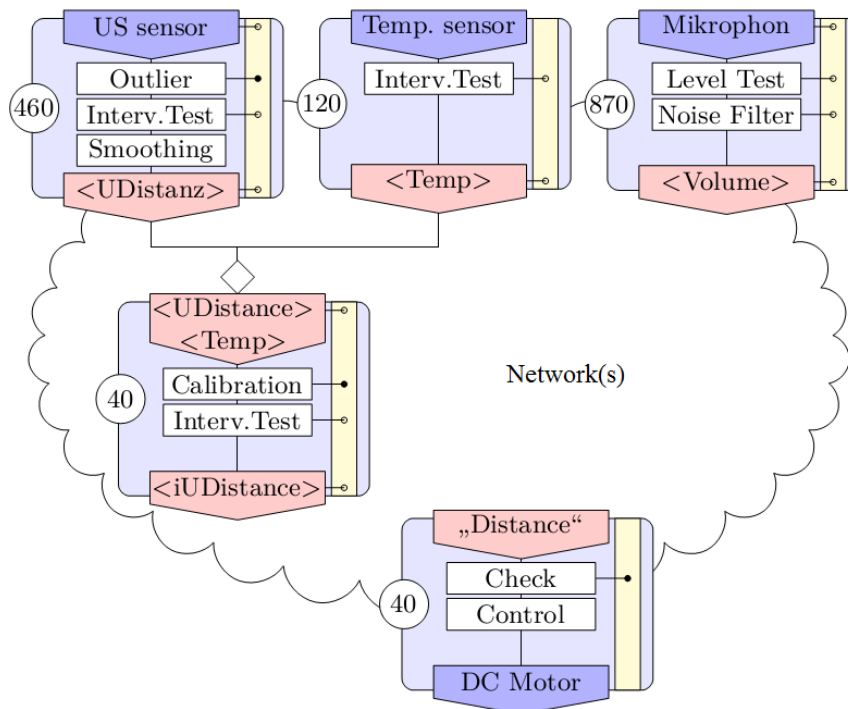 US sensor
Outlier
460
Interv.Test
Smoothing
<UDistanz>
Temp. sensor
Interv.Test
120
<Temp>
Mikrophon
Level Test
870
Noise Filter
<Volume>
<UDistance>
<Temp>
Calibration
40
Interv.Test
<iUDistance>
Network(s)
„Distance“
Check
40
Control
DC Motor